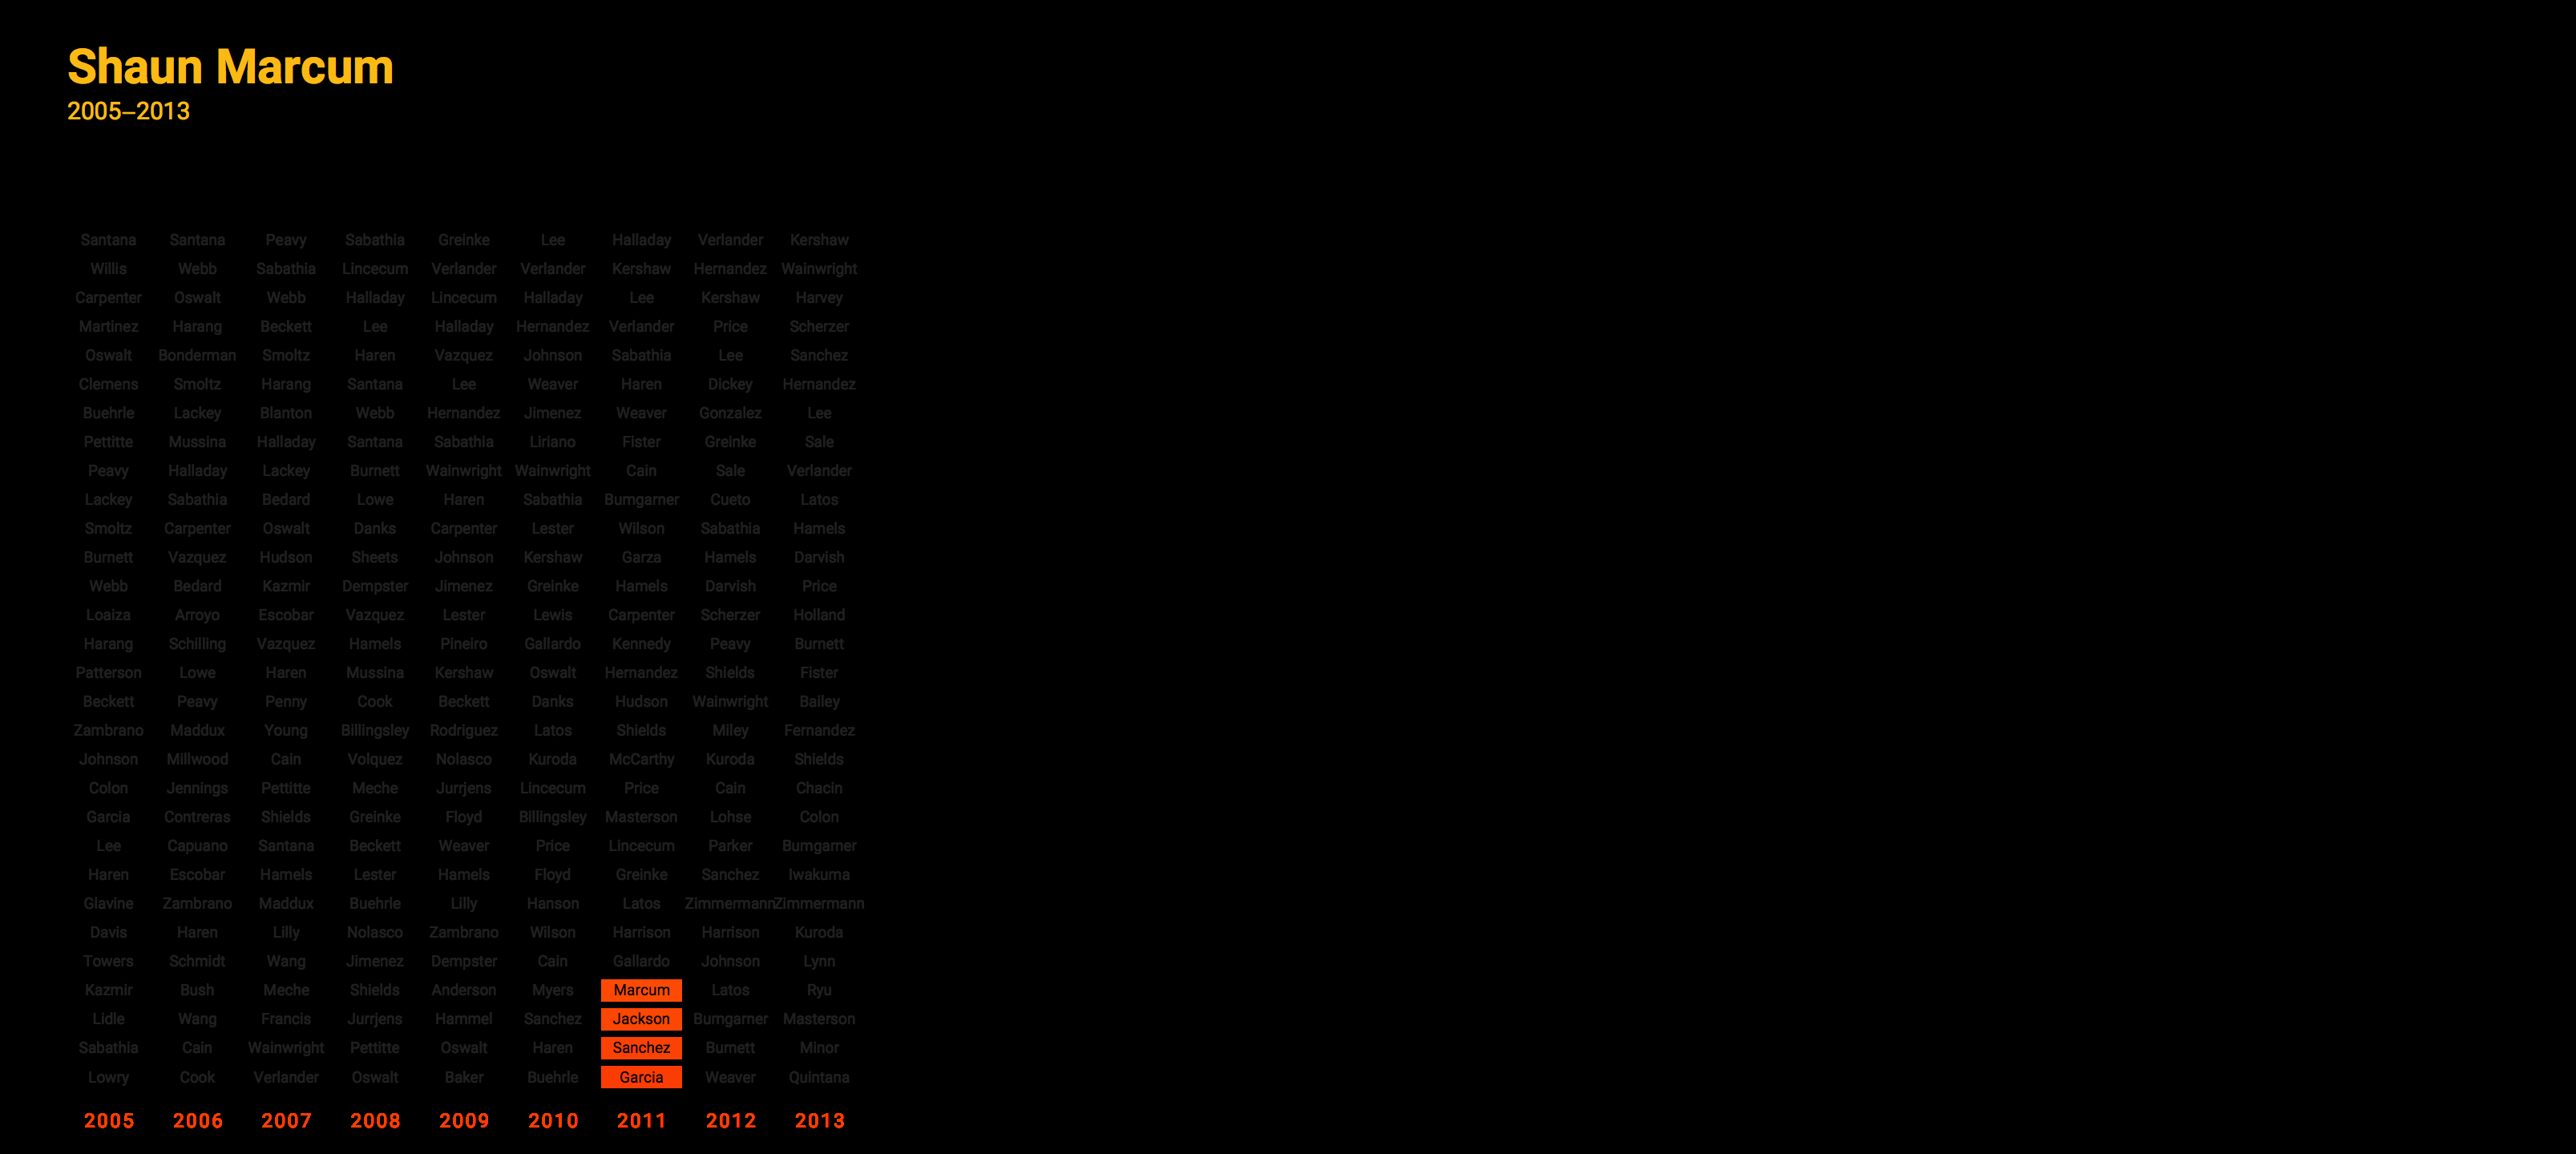 Shaun Marcum
2005–2013
Santana Santana Peavy Sabathia Greinke Lee Halladay Verlander Kershaw
Willis Webb Sabathia Lincecum Verlander Verlander Kershaw Hernandez Wainwright
Carpenter Oswalt Webb Halladay Lincecum Halladay Lee Kershaw Harvey
Martinez Harang Beckett Lee Halladay Hernandez Verlander Price Scherzer
Oswalt Bonderman Smoltz Haren Vazquez Johnson Sabathia Lee Sanchez
Clemens Smoltz Harang Santana Lee Weaver Haren Dickey Hernandez
Buehrle Lackey Blanton Webb Hernandez Jimenez Weaver Gonzalez Lee
Pettitte Mussina Halladay Santana Sabathia Liriano Fister Greinke Sale
Peavy Halladay Lackey Burnett Wainwright Wainwright Cain Sale Verlander
Lackey Sabathia Bedard Lowe Haren Sabathia Bumgarner Cueto Latos
Smoltz Carpenter Oswalt Danks Carpenter Lester Wilson Sabathia Hamels
Burnett Vazquez Hudson Sheets Johnson Kershaw Garza Hamels Darvish
Webb Bedard Kazmir Dempster Jimenez Greinke Hamels Darvish Price
Loaiza Arroyo Escobar Vazquez Lester Lewis Carpenter Scherzer Holland
Harang Schilling Vazquez Hamels Pineiro Gallardo Kennedy Peavy Burnett
Patterson Lowe Haren Mussina Kershaw Oswalt Hernandez Shields Fister
Beckett Peavy Penny Cook Beckett Danks Hudson Wainwright Bailey
Zambrano Maddux Young Billingsley Rodriguez Latos Shields Miley Fernandez
Johnson Millwood Cain Volquez Nolasco Kuroda McCarthy Kuroda Shields
Colon Jennings Pettitte Meche Jurrjens Lincecum Price Cain Chacin
Garcia Contreras Shields Greinke Floyd Billingsley Masterson Lohse Colon
Lee Capuano Santana Beckett Weaver Price Lincecum Parker Bumgarner
Haren Escobar Hamels Lester Hamels Floyd Greinke Sanchez Iwakuma
Glavine Zambrano Maddux Buehrle Lilly Hanson Latos Zimmermann Zimmermann
Davis Haren Lilly Nolasco Zambrano Wilson Harrison Harrison Kuroda
Towers Schmidt Wang Jimenez Dempster Cain Gallardo Johnson Lynn
Kazmir Bush Meche Shields Anderson Myers Marcum Latos Ryu
Lidle Wang Francis Jurrjens Hammel Sanchez Jackson Bumgarner Masterson
Sabathia Cain Wainwright Pettitte Oswalt Haren Sanchez Burnett Minor
Lowry Cook Verlander Oswalt Baker Buehrle Garcia Weaver Quintana
2005 2006 2007 2008 2009 2010 2011 2012 2013